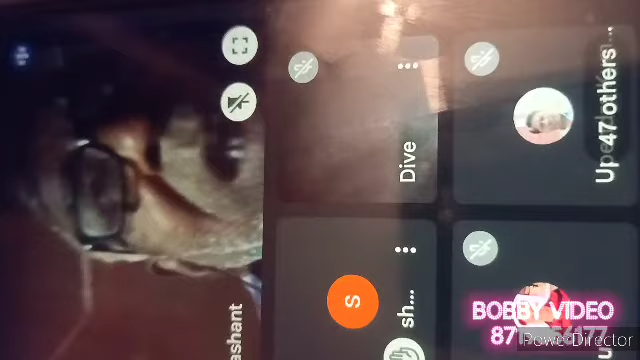 ashant
Dive
S
sh...
Up
47 others
BOBBY VIDEO
PowerDirector